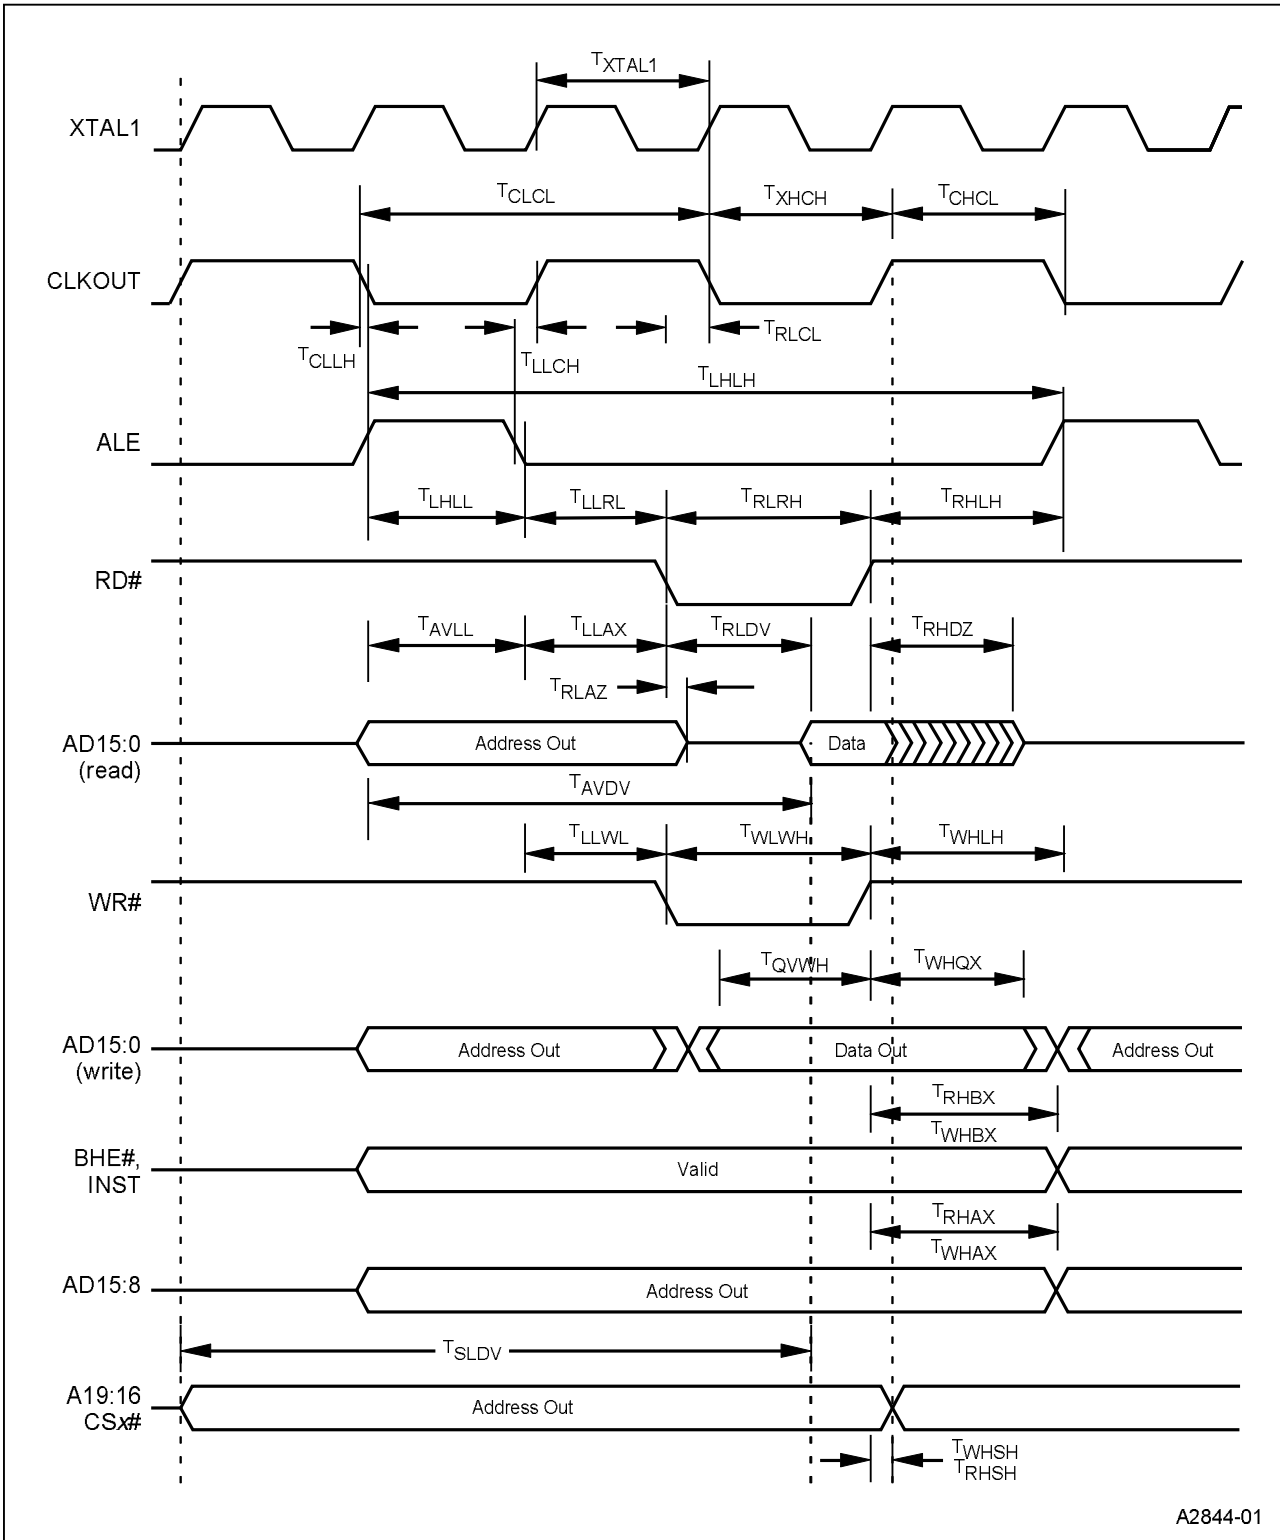 TXTAL1
XTAL1
TCLCL TXHCH TCHCL
CLKOUT
TCLLH TLLCH TRLCL
TLHLH
ALE
TLHLL TLLRL TRLRH TRHLH
RD#
TAVLL TLLAX TRLDV TRHDZ
TRLAZ
AD15:0 Address Out Data
(read)
TAVDV
TLLWL TWLWH TWHLH
WR#
TQVWH TWHQX
AD15:0 Address Out Data Out Address Out
(write)
TRHBX
TWHBX
BHE#, Valid
INST
TRHAX
TWHAX
AD15:8 Address Out
TSLDV
A19:16 Address Out
CSx#
TWHSH
TRHSH
A2844-01